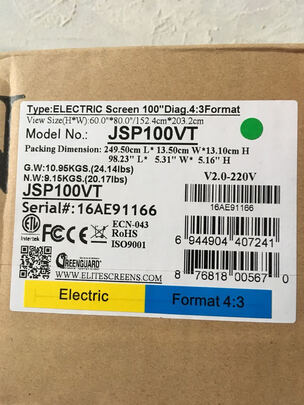 Type:ELECTRIC Screen 100"Diag.4:3Format
View Size(H*W):60.0"*80.0"/152.4cm*203.2cm
Model No.: JSP100VT
Packing Dimension: 249.50cm L* 13.50cm W*13.10cm H
98.23" L* 5.31" W* 5.16" H
G.W:10.95KGS.(24.14lbs)
N.W:9.15KGS.(20.17lbs)
V2.0-220V
JSP100VT
16AE91166
Serial#:16AE91166
ETL
Intertek
FCC CE
ECN-043
RoHS
ISO9001
6 944904 407241
GREENGUARD
WWW.ELITESCREENS.COM
8 76818 00567 0
Electric
Format 4:3